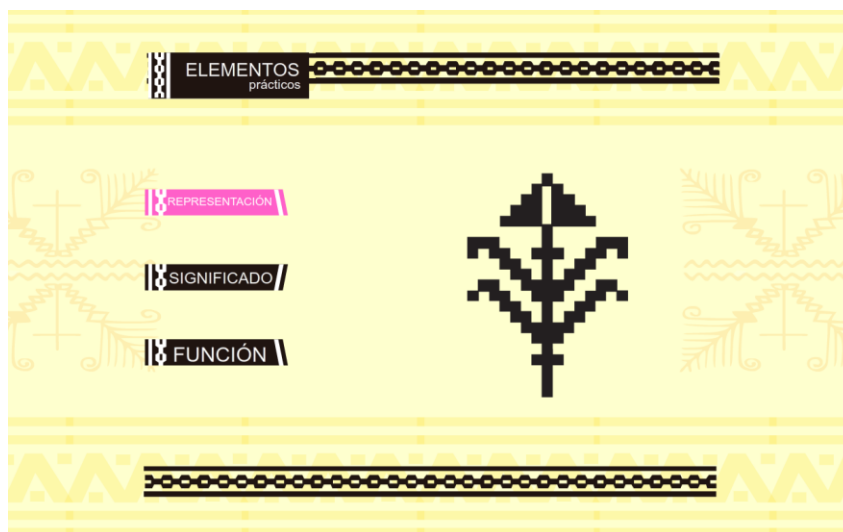 ELEMENTOS
prácticos
REPRESENTACIÓN
SIGNIFICADO
FUNCIÓN